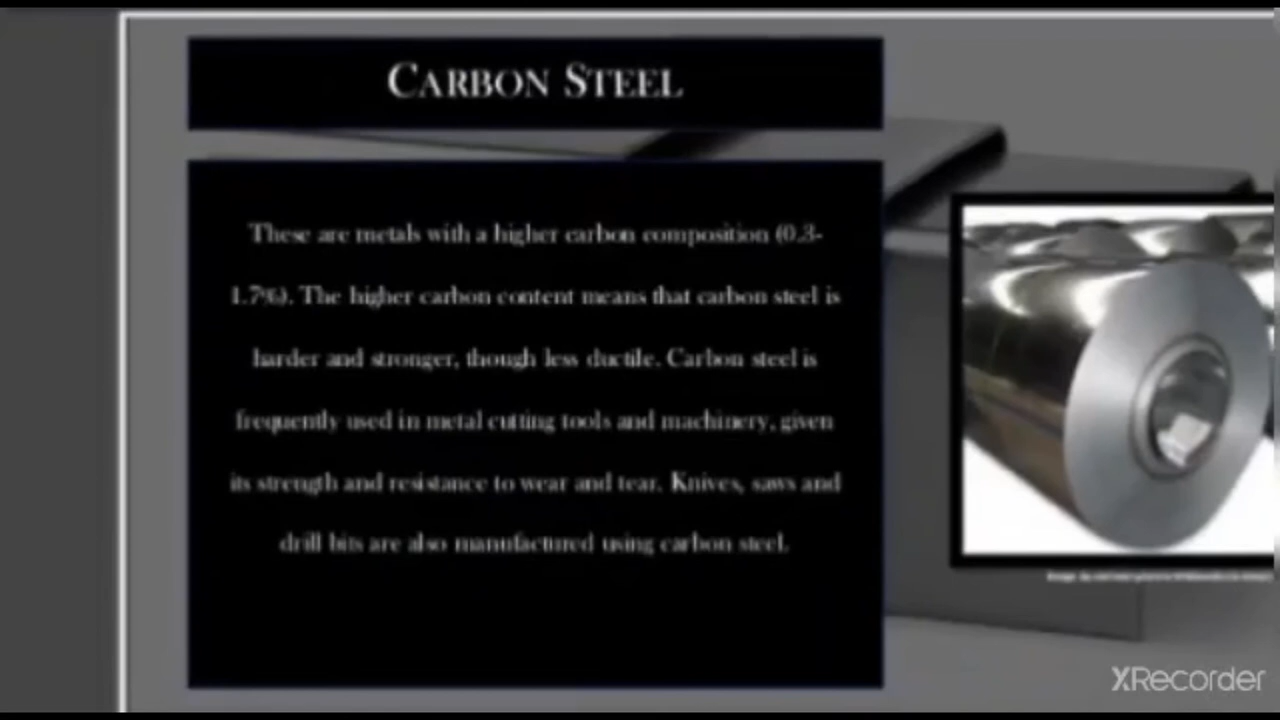 CARBON STEEL
These are metals with a higher carbon composition (0.3-
1.7%). The higher carbon content means that carbon steel is
harder and stronger, though less ductile. Carbon steel is
frequently used in metal cutting tools and machinery, given
its strength and resistance to wear and tear. Knives, saws and
drill bits are also manufactured using carbon steel.
XRecorder